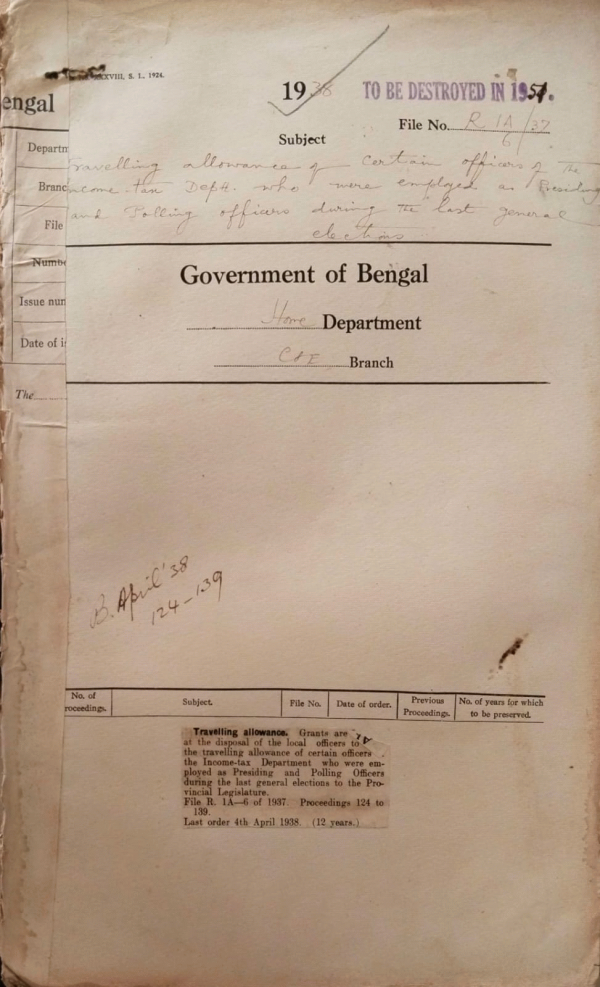 XXVIII, S. 1., 1924.
engal
1938
TO BE DESTROYED IN 1951.
File No. R 1A/37
6
Subject
Travelling allowance of certain officers of the
Income-tax Dept. who were employed as Presiding
and Polling officers during the last general
elections
Departm
Branc
File
Numbe
Issue num
Date of i
The
Government of Bengal
Home Department
C&E Branch
B. April '38
124-139
No. of
roceedings.
Subject.
File No.
Date of order.
Previous
Proceedings.
No. of years for which
to be preserved.
Travelling allowance. Grants are
at the disposal of the local officers to
the travelling allowance of certain officers
the Income-tax Department who were em-
ployed as Presiding and Polling Officers
during the last general elections to the Pro-
vincial Legislature.
File R. 1A—6 of 1937. Proceedings 124 to
139.
Last order 4th April 1938. (12 years.)